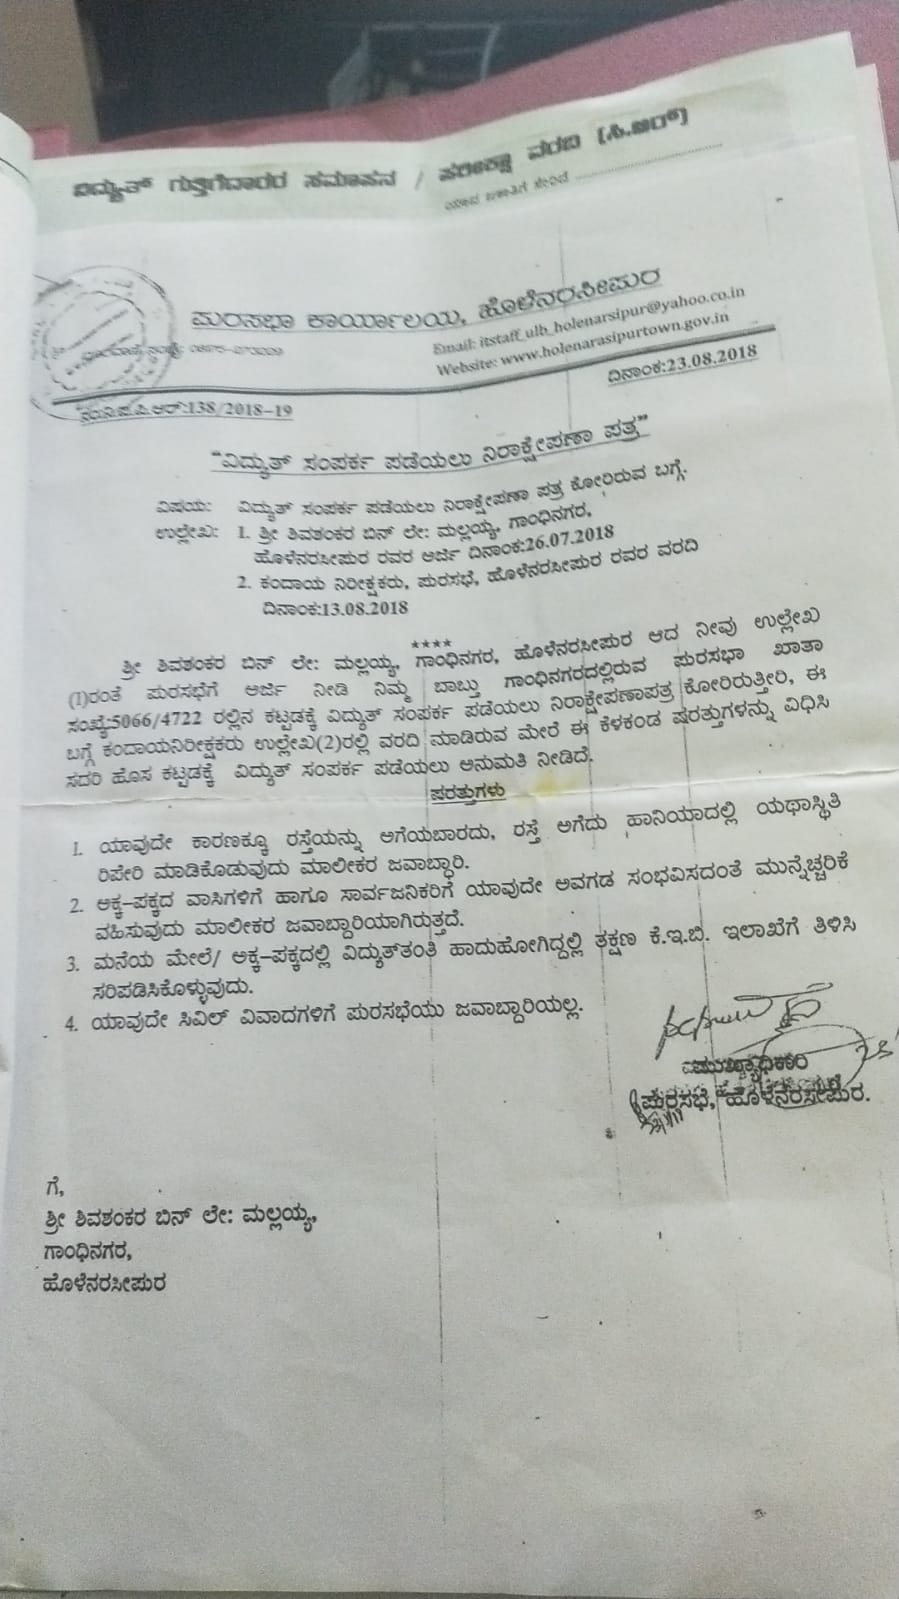 ವಿದ್ಯುತ್ ಗುತ್ತಿಗೆದಾರರ ಸಮಾಪನ / ಪರೀಕ್ಷಾ ವರದಿ (ಸಿ.ಆರ್)
ಪುರಸಭಾ ಕಾರ್ಯಾಲಯ, ಹೊಳೆನರಸೀಪುರ
Email: itstaff_ulb_holenarsipur@yahoo.co.in
Website: www.holenarasipurtown.gov.in
138/2018-19
ದಿನಾಂಕ:23.08.2018
"ವಿದ್ಯುತ್ ಸಂಪರ್ಕ ಪಡೆಯಲು ನಿರಾಕ್ಷೇಪಣಾ ಪತ್ರ"
ವಿಷಯ: ವಿದ್ಯುತ್ ಸಂಪರ್ಕ ಪಡೆಯಲು ನಿರಾಕ್ಷೇಪಣಾ ಪತ್ರ ಕೋರಿರುವ ಬಗ್ಗೆ.
ಉಲ್ಲೇಖ: 1. ಶ್ರೀ ಶಿವಶಂಕರ ಬಿನ್ ಲೇ: ಮಲ್ಲಯ್ಯ, ಗಾಂಧಿನಗರ,
ಹೊಳೆನರಸೀಪುರ ರವರ ಅರ್ಜಿ ದಿನಾಂಕ:26.07.2018
2. ಕಂದಾಯ ನಿರೀಕ್ಷಕರು, ಪುರಸಭೆ, ಹೊಳೆನರಸೀಪುರ ರವರ ವರದಿ
ದಿನಾಂಕ:13.08.2018
****
ಶ್ರೀ ಶಿವಶಂಕರ ಬಿನ್ ಲೇ: ಮಲ್ಲಯ್ಯ, ಗಾಂಧಿನಗರ, ಹೊಳೆನರಸೀಪುರ ಆದ ನೀವು ಉಲ್ಲೇಖ
(1)ರಂತೆ ಪುರಸಭೆಗೆ ಅರ್ಜಿ ನೀಡಿ ನಿಮ್ಮ ಬಾಬ್ತು ಗಾಂಧಿನಗರದಲ್ಲಿರುವ ಪುರಸಭಾ ಖಾತಾ
ಸಂಖ್ಯೆ:5066/4722 ರಲ್ಲಿನ ಕಟ್ಟಡಕ್ಕೆ ವಿದ್ಯುತ್ ಸಂಪರ್ಕ ಪಡೆಯಲು ನಿರಾಕ್ಷೇಪಣಾಪತ್ರ ಕೋರಿರುತ್ತೀರಿ, ಈ
ಬಗ್ಗೆ ಕಂದಾಯನಿರೀಕ್ಷಕರು ಉಲ್ಲೇಖ(2)ರಲ್ಲಿ ವರದಿ ಮಾಡಿರುವ ಮೇರೆ ಈ ಕೆಳಕಂಡ ಷರತ್ತುಗಳನ್ನು ವಿಧಿಸಿ
ಸದರಿ ಹೊಸ ಕಟ್ಟಡಕ್ಕೆ ವಿದ್ಯುತ್ ಸಂಪರ್ಕ ಪಡೆಯಲು ಅನುಮತಿ ನೀಡಿದೆ.
ಷರತ್ತುಗಳು
1. ಯಾವುದೇ ಕಾರಣಕ್ಕೂ ರಸ್ತೆಯನ್ನು ಅಗೆಯಬಾರದು, ರಸ್ತೆ ಅಗೆದು ಹಾನಿಯಾದಲ್ಲಿ ಯಥಾಸ್ಥಿತಿ
ರಿಪೇರಿ ಮಾಡಿಕೊಡುವುದು ಮಾಲೀಕರ ಜವಾಬ್ಧಾರಿ.
2. ಅಕ್ಕ-ಪಕ್ಕದ ವಾಸಿಗಳಿಗೆ ಹಾಗೂ ಸಾರ್ವಜನಿಕರಿಗೆ ಯಾವುದೇ ಅವಗಡ ಸಂಭವಿಸದಂತೆ ಮುನ್ನೆಚ್ಚರಿಕೆ
ವಹಿಸುವುದು ಮಾಲೀಕರ ಜವಾಬ್ದಾರಿಯಾಗಿರುತ್ತದೆ.
3. ಮನೆಯ ಮೇಲೆ/ ಅಕ್ಕ-ಪಕ್ಕದಲ್ಲಿ ವಿದ್ಯುತ್‌ತಂತಿ ಹಾದುಹೋಗಿದ್ದಲ್ಲಿ ತಕ್ಷಣ ಕೆ.ಇ.ಬಿ. ಇಲಾಖೆಗೆ ತಿಳಿಸಿ
ಸರಿಪಡಿಸಿಕೊಳ್ಳುವುದು.
4. ಯಾವುದೇ ಸಿವಿಲ್ ವಿವಾದಗಳಿಗೆ ಪುರಸಭೆಯು ಜವಾಬ್ದಾರಿಯಲ್ಲ.
ಮುಖ್ಯಾಧಿಕಾರಿ
ಪುರಸಭೆ, ಹೊಳೆನರಸೀಪುರ.
ಗೆ,
ಶ್ರೀ ಶಿವಶಂಕರ ಬಿನ್ ಲೇ: ಮಲ್ಲಯ್ಯ,
ಗಾಂಧಿನಗರ,
ಹೊಳೆನರಸೀಪುರ